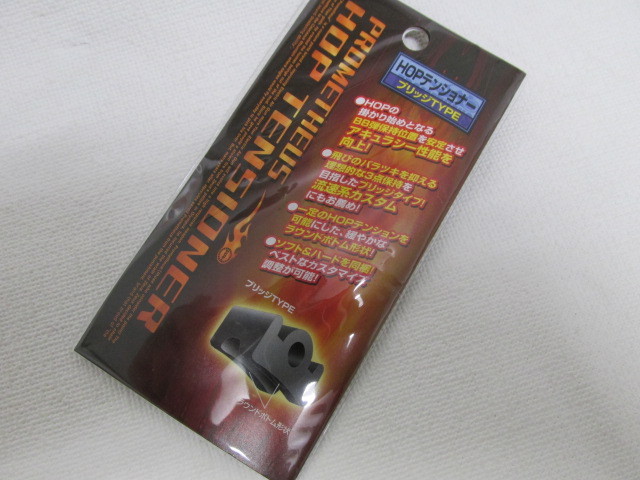 PROMETHEUS
HOP TENSIONER
HOPテンショナー
ブリッジTYPE
●HOPの
掛かり始めとなる
BB弾保持位置を安定させ
アキュラシー性能を
向上!
●飛びのバラツキを抑える
理想的な3点保持を
目指したブリッジタイプ!
流速系カスタム
にもお薦め!
●一定のHOPテンションを
可能にした、緩やかな
ラウンドボトム形状!
●ソフト&ハードを同梱!
ベストなカスタマイズ
調整が可能!
ブリッジTYPE
ラウンドボトム形状